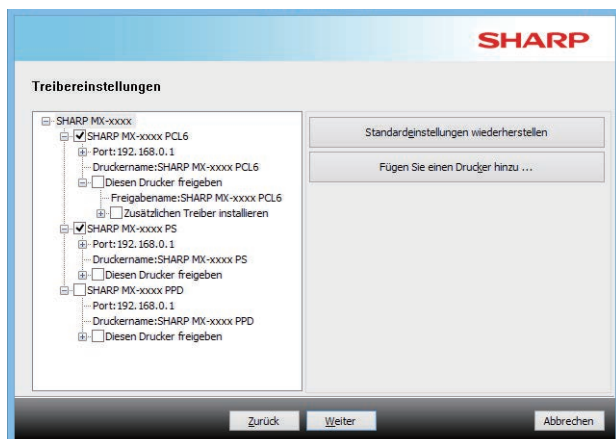 SHARP
Treibereinstellungen
SHARP MX-xxxx
SHARP MX-xxxx PCL6
Port:192.168.0.1
Druckername:SHARP MX-xxxx PCL6
Diesen Drucker freigeben
Freigabename:SHARP MX-xxxx PCL6
Zusätzlichen Treiber installieren
SHARP MX-xxxx PS
Port:192.168.0.1
Druckername:SHARP MX-xxxx PS
Diesen Drucker freigeben
SHARP MX-xxxx PPD
Port:192.168.0.1
Druckername:SHARP MX-xxxx PPD
Diesen Drucker freigeben
Standardeinstellungen wiederherstellen
Fügen Sie einen Drucker hinzu ...
Zurück Weiter Abbrechen